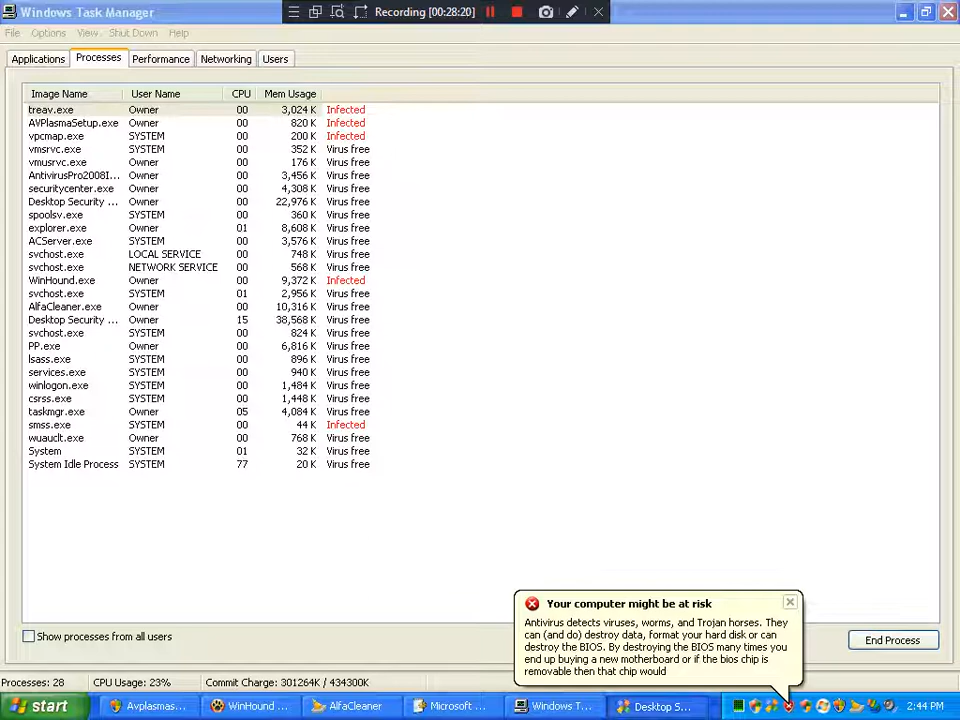 Windows Task Manager
Recording [00:28:20]
File Options View Shut Down Help
Applications Processes Performance Networking Users
Image Name User Name CPU Mem Usage
treav.exe Owner 00 3,024 K Infected
AVPlasmaSetup.exe Owner 00 820 K Infected
vpcmap.exe SYSTEM 00 200 K Infected
vmsrvc.exe SYSTEM 00 352 K Virus free
vmusrvc.exe Owner 00 176 K Virus free
AntivirusPro2008I... Owner 00 3,456 K Virus free
securitycenter.exe Owner 00 4,308 K Virus free
Desktop Security ... Owner 00 22,976 K Virus free
spoolsv.exe SYSTEM 00 360 K Virus free
explorer.exe Owner 01 8,608 K Virus free
ACServer.exe SYSTEM 00 3,576 K Virus free
svchost.exe LOCAL SERVICE 00 748 K Virus free
svchost.exe NETWORK SERVICE 00 568 K Virus free
WinHound.exe Owner 00 9,372 K Infected
svchost.exe SYSTEM 01 2,956 K Virus free
AlfaCleaner.exe Owner 00 10,316 K Virus free
Desktop Security ... Owner 15 38,568 K Virus free
svchost.exe SYSTEM 00 824 K Virus free
PP.exe Owner 00 6,816 K Virus free
lsass.exe SYSTEM 00 896 K Virus free
services.exe SYSTEM 00 940 K Virus free
winlogon.exe SYSTEM 00 1,484 K Virus free
csrss.exe SYSTEM 00 1,448 K Virus free
taskmgr.exe Owner 05 4,084 K Virus free
smss.exe SYSTEM 00 44 K Infected
wuauclt.exe Owner 00 768 K Virus free
System SYSTEM 01 32 K Virus free
System Idle Process SYSTEM 77 20 K Virus free
Your computer might be at risk
Antivirus detects viruses, worms, and Trojan horses. They
can (and do) destroy data, format your hard disk or can
destroy the BIOS. By destroying the BIOS many times you
end up buying a new motherboard or if the bios chip is
removable then that chip would
Show processes from all users
End Process
Processes: 28 CPU Usage: 23% Commit Charge: 301264K / 434300K
start Avplasmas... WinHound ... AlfaCleaner Microsoft ... Windows T... Desktop S... 2:44 PM